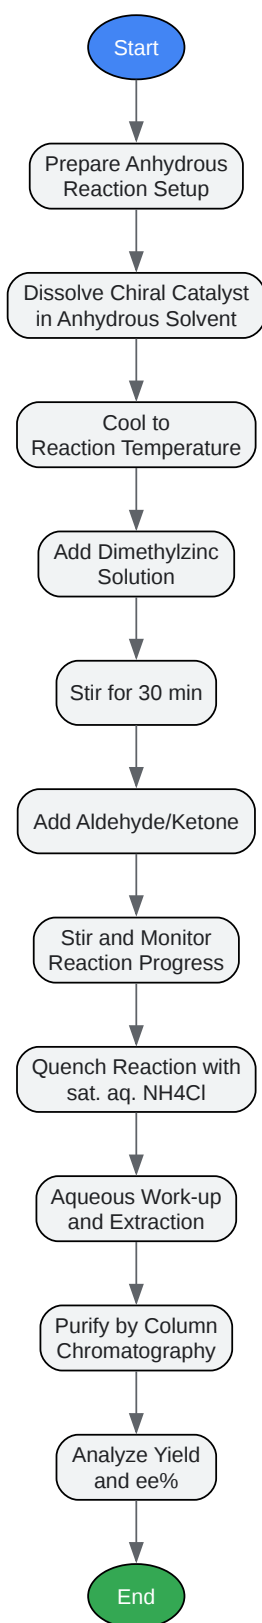 Start
Prepare Anhydrous
Reaction Setup
Dissolve Chiral Catalyst
in Anhydrous Solvent
Cool to
Reaction Temperature
Add Dimethylzinc
Solution
Stir for 30 min
Add Aldehyde/Ketone
Stir and Monitor
Reaction Progress
Quench Reaction with
sat. aq. NH4Cl
Aqueous Work-up
and Extraction
Purify by Column
Chromatography
Analyze Yield
and ee%
End